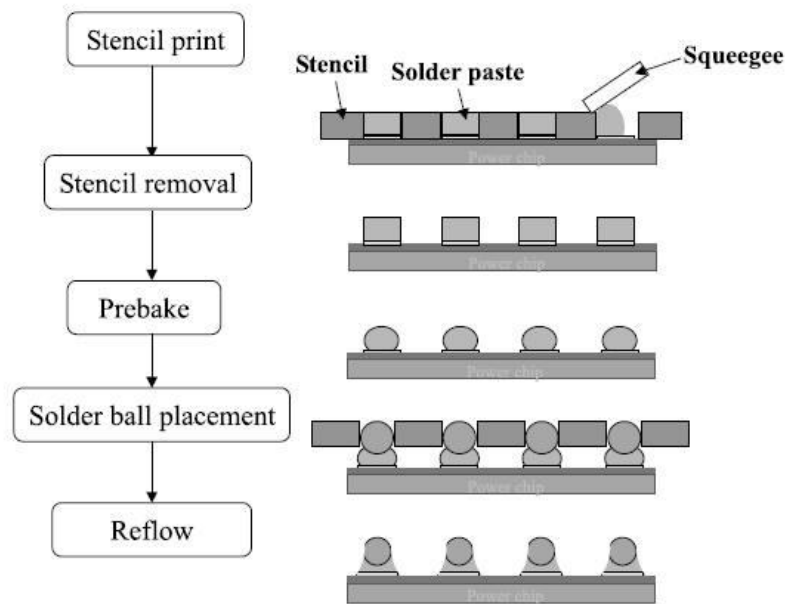 Stencil print
Stencil
Solder paste
Squeegee
Power chip
Stencil removal
Power chip
Prebake
Power chip
Solder ball placement
Power chip
Reflow
Power chip